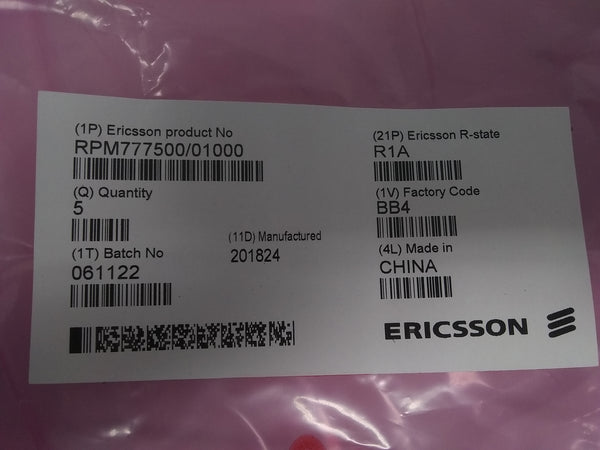 (1P) Ericsson product No
RPM777500/01000
(21P) Ericsson R-state
R1A
(Q) Quantity
5
(1V) Factory Code
BB4
(1T) Batch No
061122
(11D) Manufactured
201824
(4L) Made in
CHINA
ERICSSON